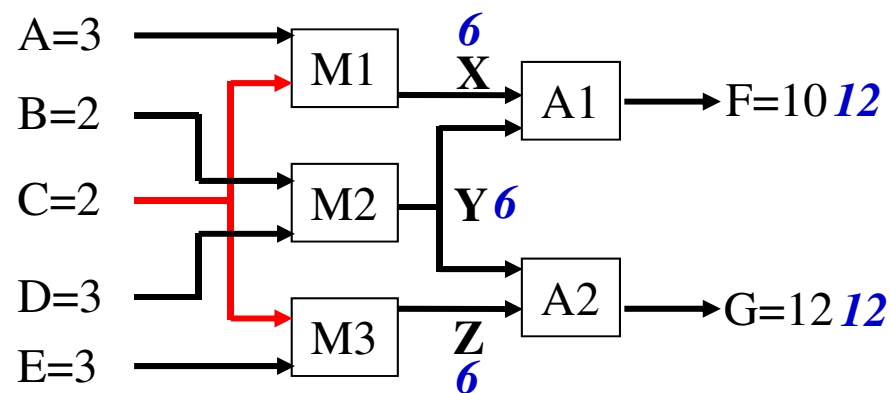 A=3
B=2
C=2
D=3
E=3
M1
M2
M3
6
X
Y 6
Z
6
A1
A2
F=10 12
G=12 12